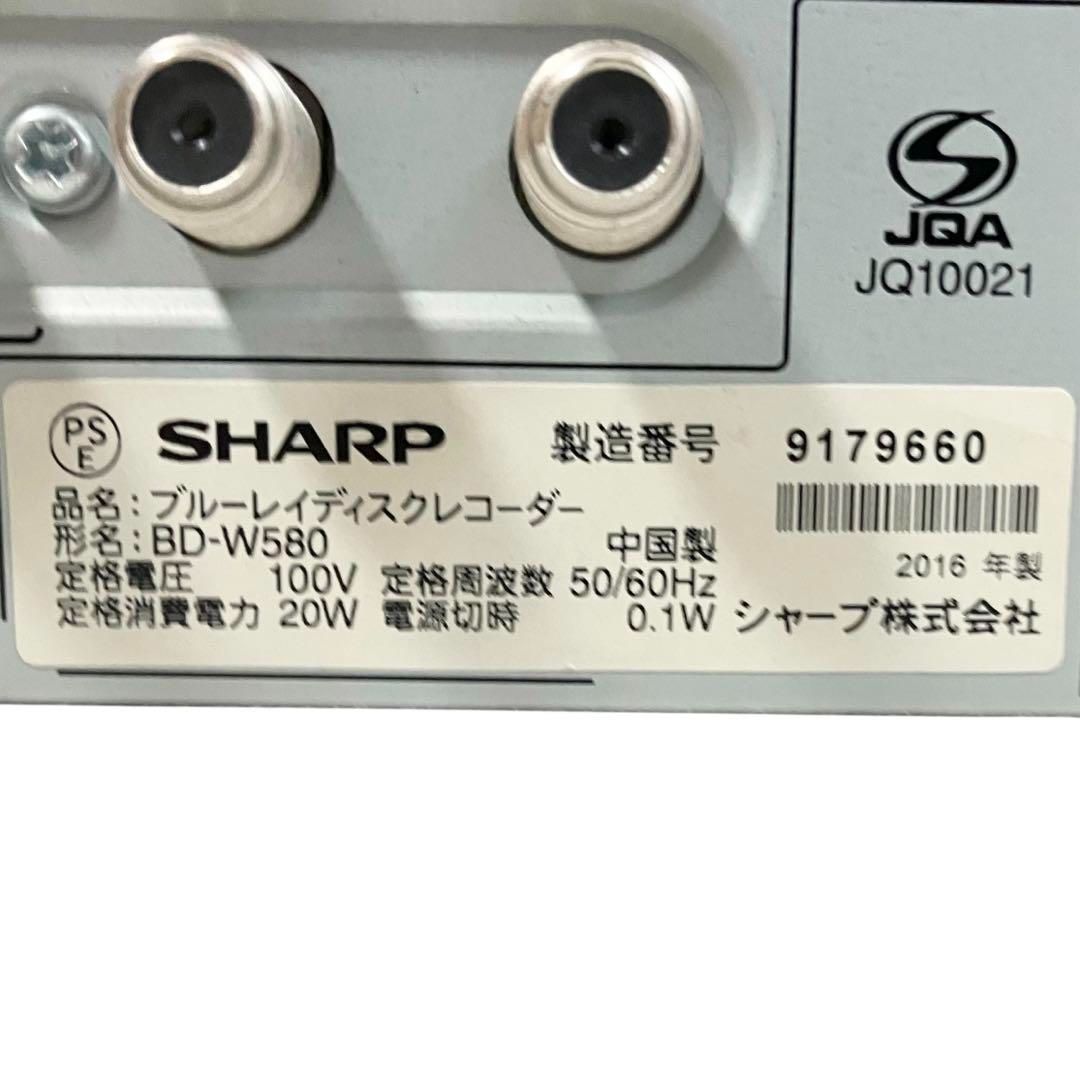 JQA
JQ10021
PSE SHARP 製造番号 9179660
品名:ブルーレイディスクレコーダー
形名:BD-W580 中国製
2016 年製
定格電圧 100V 定格周波数 50/60Hz
定格消費電力 20W 電源切時 0.1W シャープ株式会社